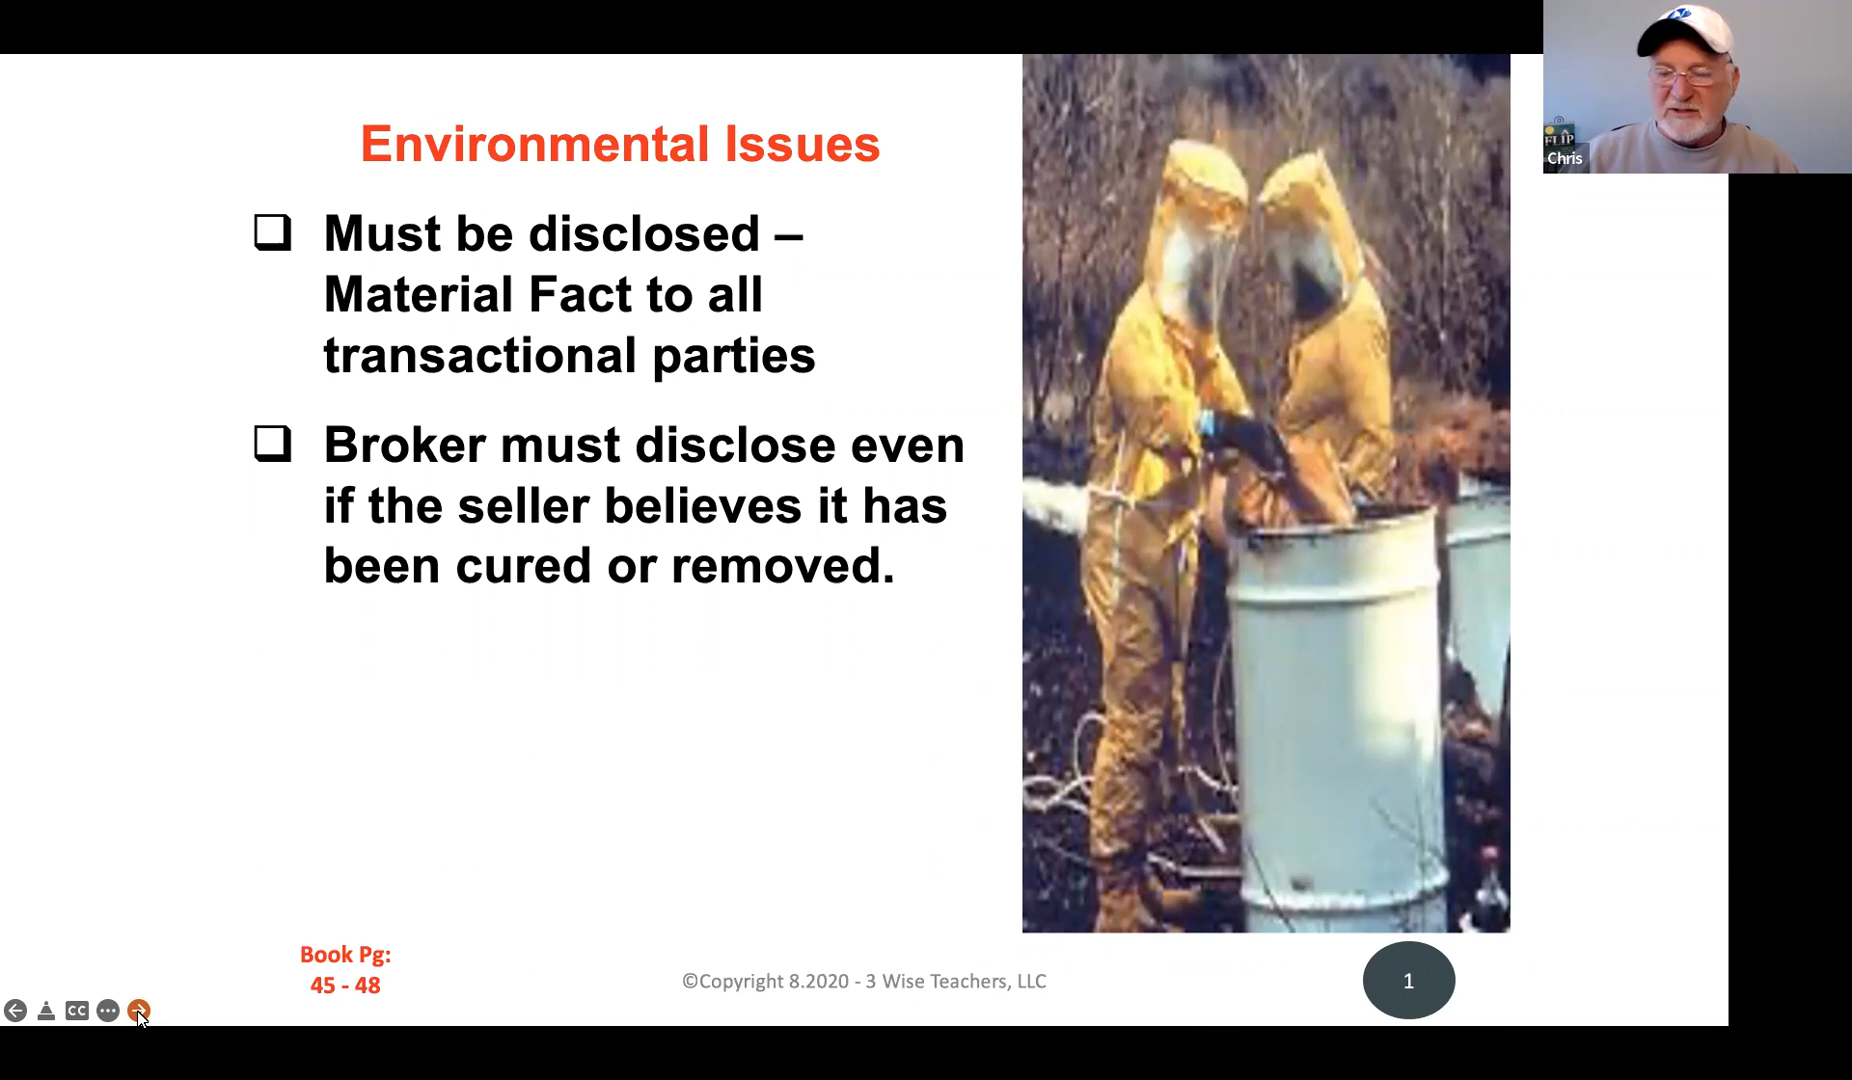 Environmental Issues
Must be disclosed –
Material Fact to all
transactional parties
Broker must disclose even
if the seller believes it has
been cured or removed.
Book Pg:
45 - 48
©Copyright 8.2020 - 3 Wise Teachers, LLC
1
CC
FLIP
Chris